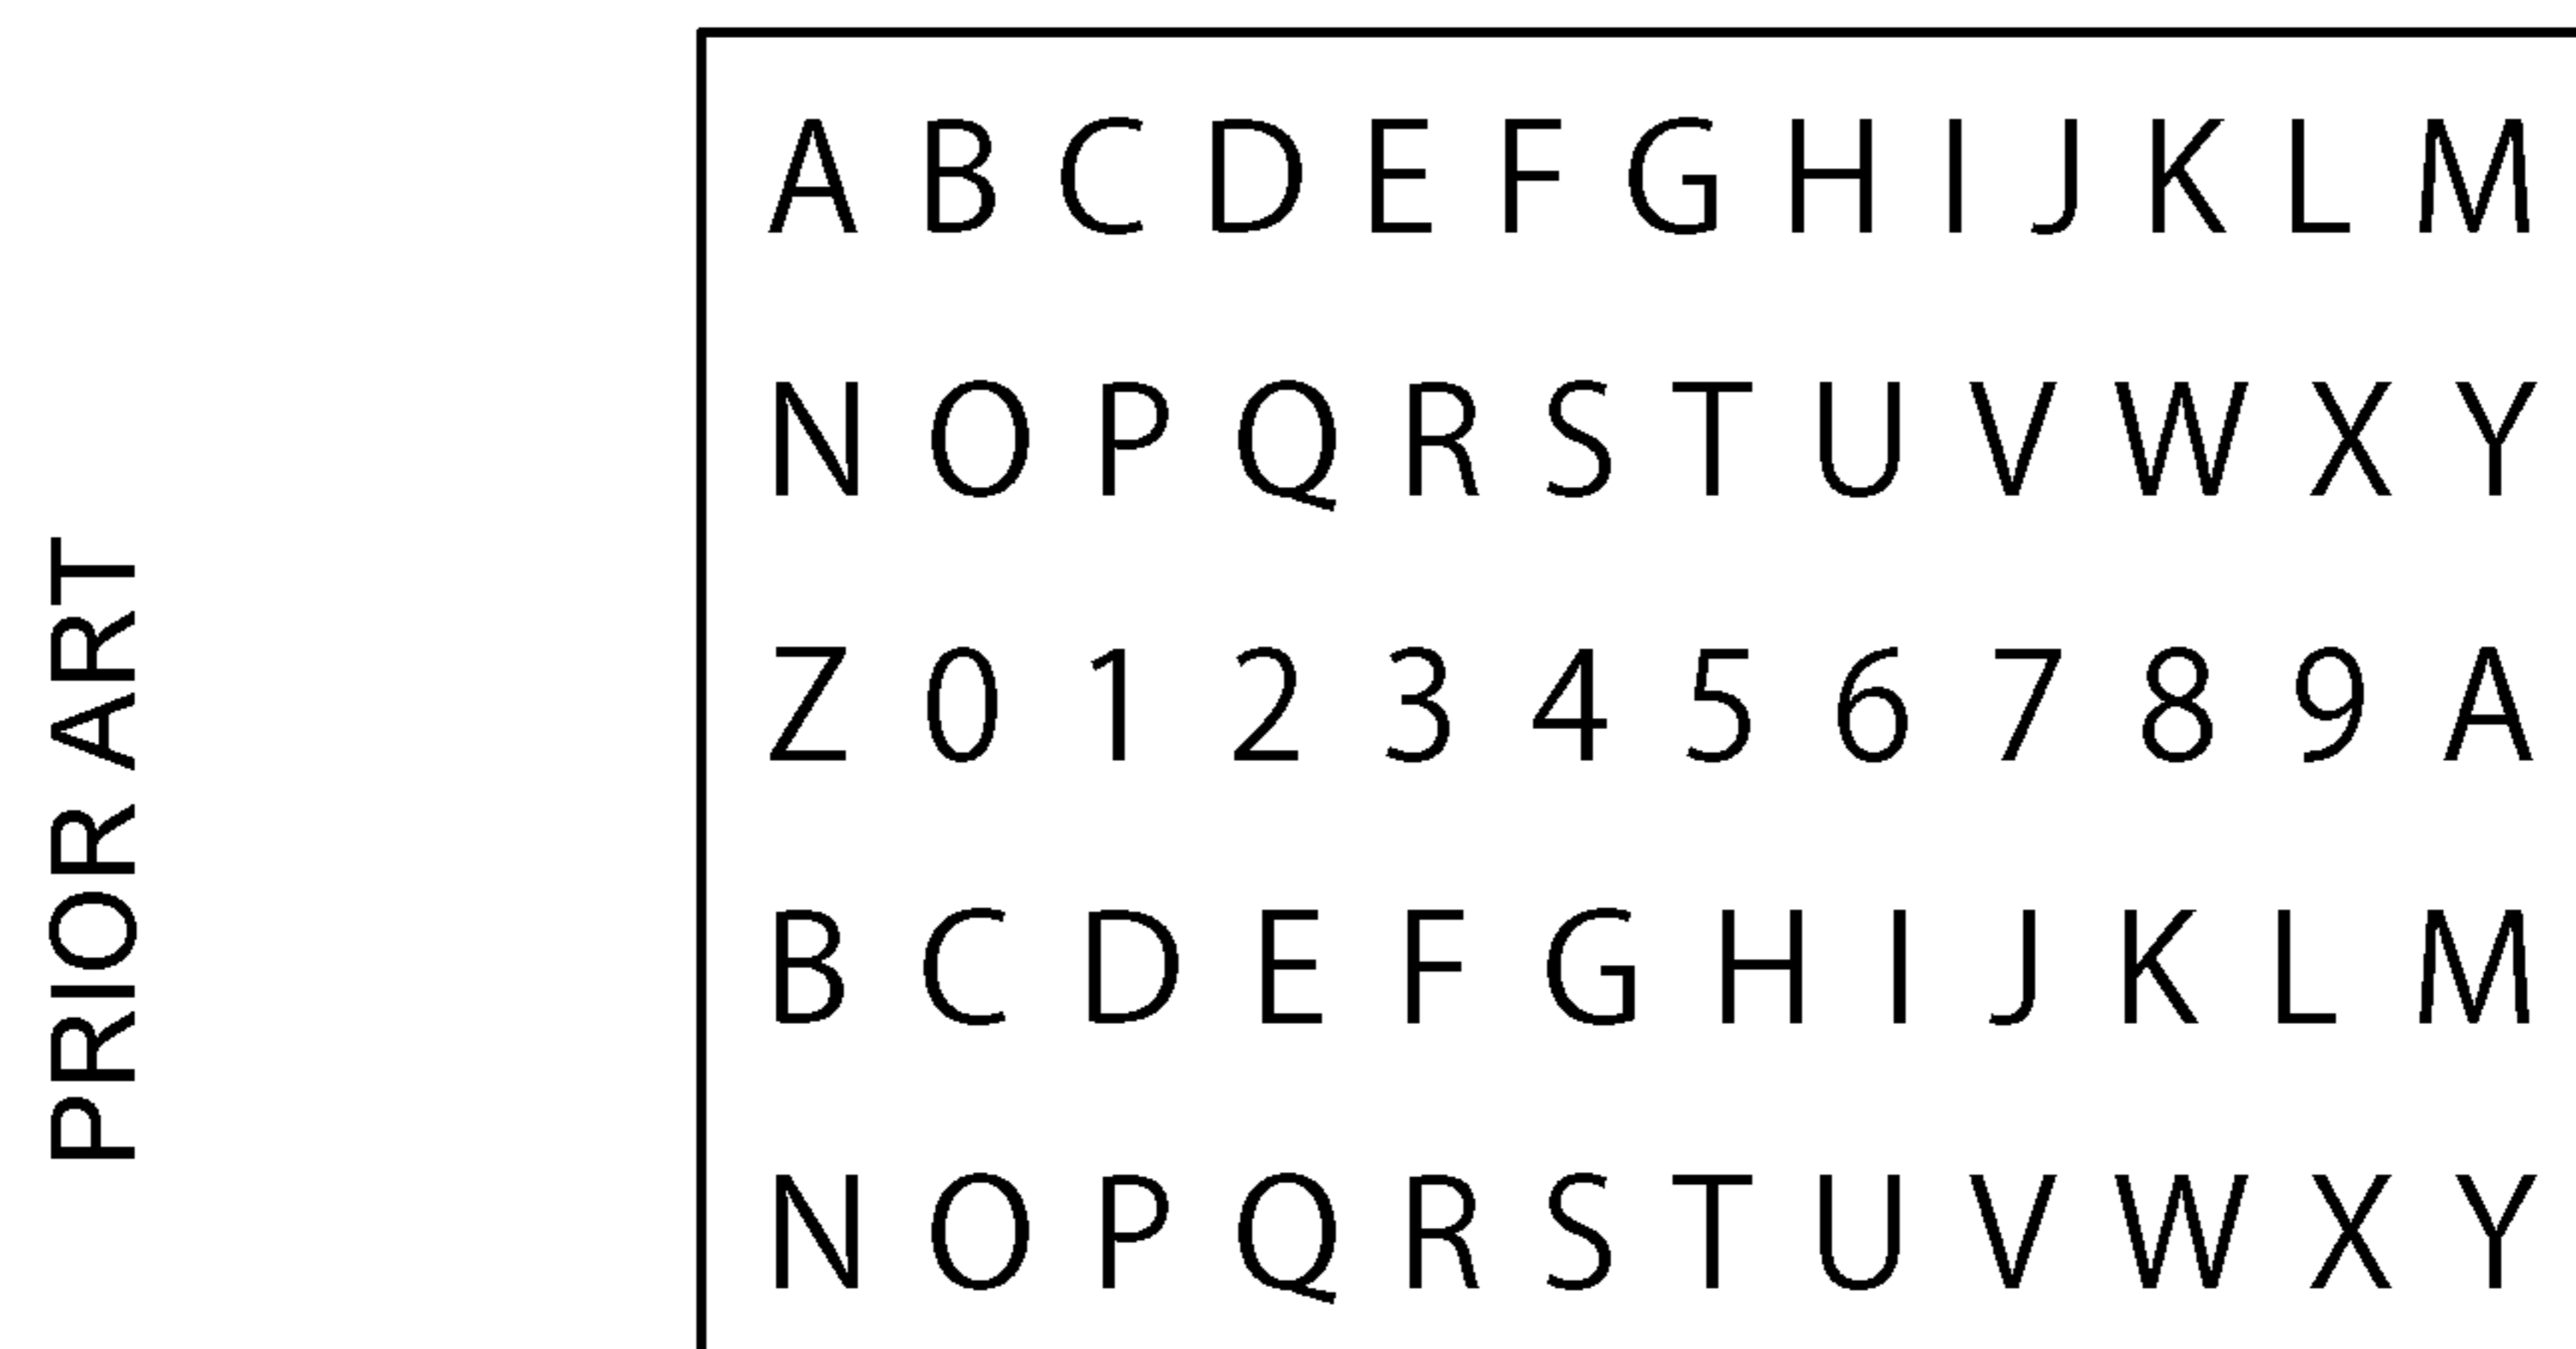 PRIOR ART
A B C D E F G H I J K L M
N O P Q R S T U V W X Y
Z 0 1 2 3 4 5 6 7 8 9 A
B C D E F G H I J K L M
N O P Q R S T U V W X Y